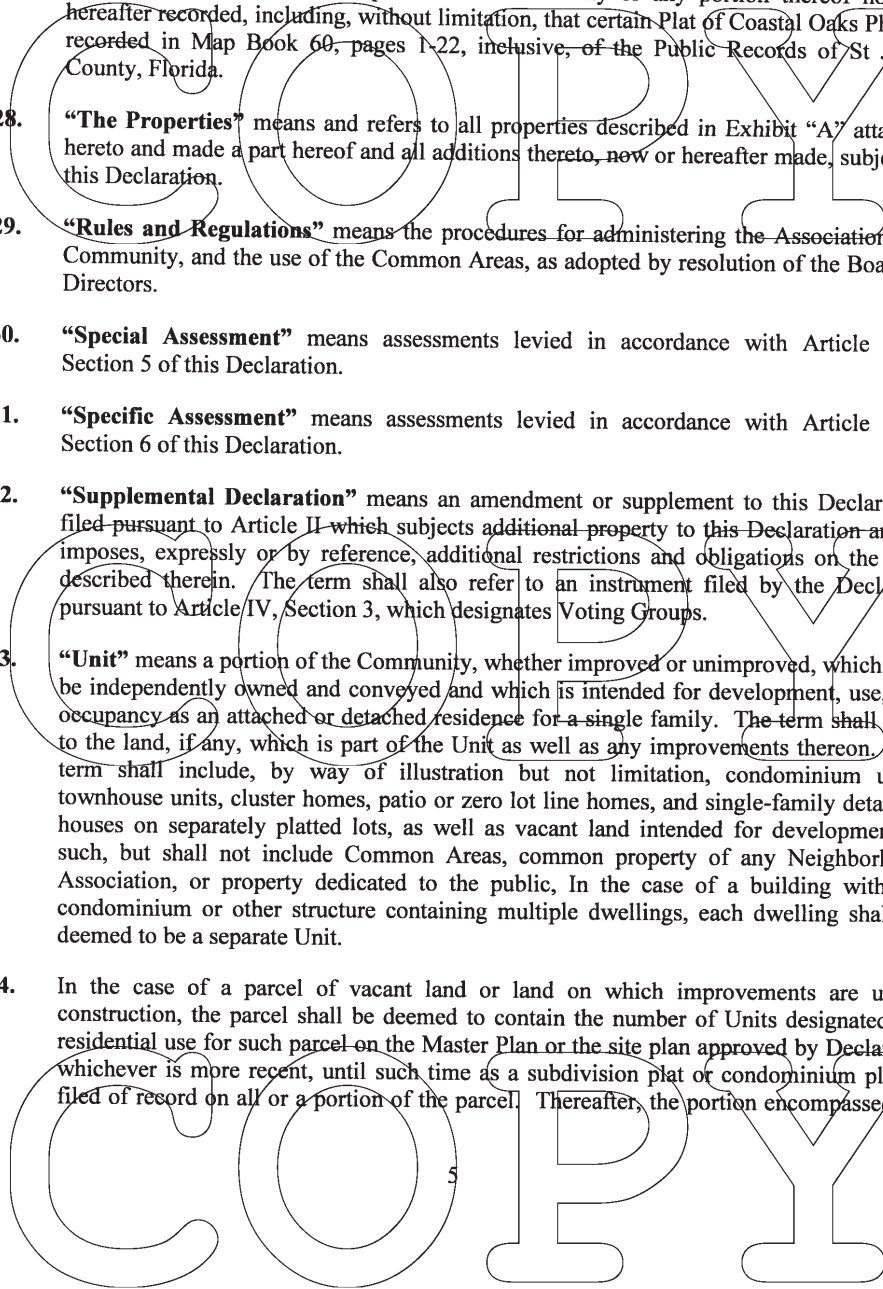 hereafter recorded, including, without limitation, that certain Plat of Coastal Oaks Ph
recorded in Map Book 60, pages 1-22, inclusive, of the Public Records of St
County, Florida.
28. “The Properties” means and refers to all properties described in Exhibit “A” atta
hereto and made a part hereof and all additions thereto, now or hereafter made, subje
this Declaration.
29. “Rules and Regulations” means the procedures for administering the Association
Community, and the use of the Common Areas, as adopted by resolution of the Boa
Directors.
0. “Special Assessment” means assessments levied in accordance with Article
Section 5 of this Declaration.
1. “Specific Assessment” means assessments levied in accordance with Article
Section 6 of this Declaration.
2. “Supplemental Declaration” means an amendment or supplement to this Declar
filed pursuant to Article II which subjects additional property to this Declaration an
imposes, expressly or by reference, additional restrictions and obligations on the
described therein. The term shall also refer to an instrument filed by the Decl
pursuant to Article IV, Section 3, which designates Voting Groups.
3. “Unit” means a portion of the Community, whether improved or unimproved, which
be independently owned and conveyed and which is intended for development, use,
occupancy as an attached or detached residence for a single family. The term shall
to the land, if any, which is part of the Unit as well as any improvements thereon.
term shall include, by way of illustration but not limitation, condominium u
townhouse units, cluster homes, patio or zero lot line homes, and single-family deta
houses on separately platted lots, as well as vacant land intended for developmen
such, but shall not include Common Areas, common property of any Neighborh
Association, or property dedicated to the public, In the case of a building with
condominium or other structure containing multiple dwellings, each dwelling shal
deemed to be a separate Unit.
4. In the case of a parcel of vacant land or land on which improvements are u
construction, the parcel shall be deemed to contain the number of Units designated
residential use for such parcel on the Master Plan or the site plan approved by Declar
whichever is more recent, until such time as a subdivision plat or condominium pl
filed of record on all or a portion of the parcel. Thereafter, the portion encompasse
5
COPY
COPY
COPY